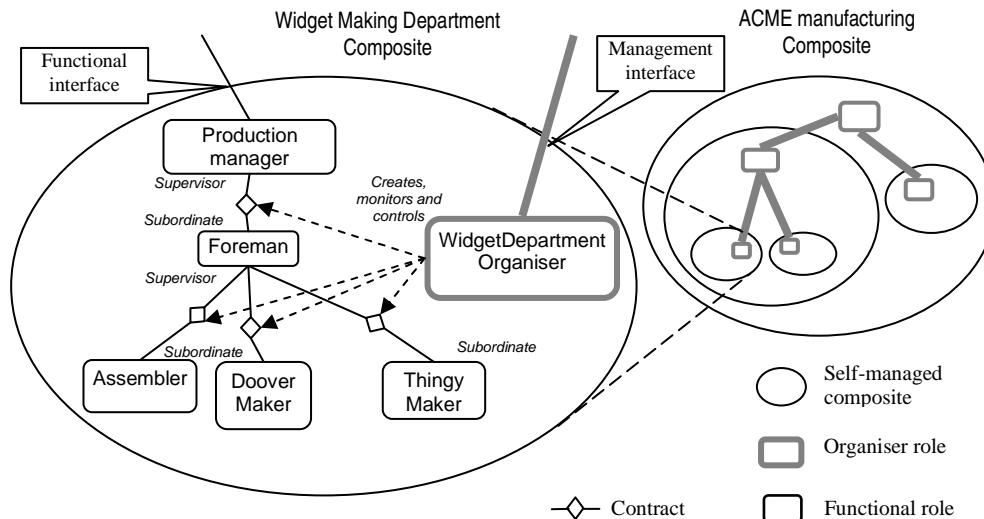 Widget Making Department
Composite
ACME manufacturing
Composite
Functional
interface
Management
interface
Production
manager
Supervisor
Creates,
monitors and
controls
Subordinate
Foreman
WidgetDepartment
Organiser
Supervisor
Subordinate
Subordinate
Assembler
Doover
Maker
Thingy
Maker
Self-managed
composite
Organiser role
Contract
Functional role